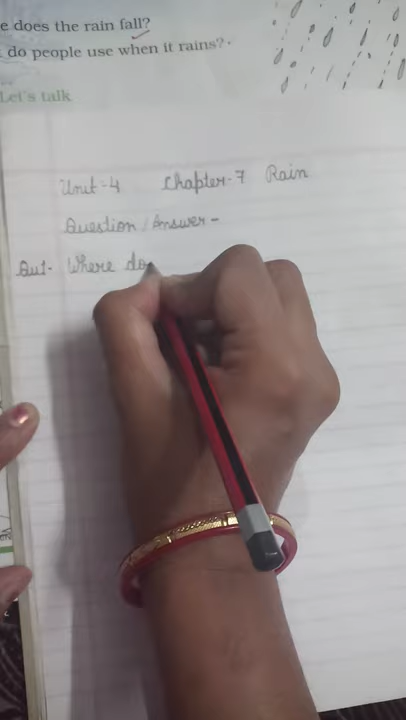 e does the rain fall?
do people use when it rains?
Let's talk
Unit-4 Chapter-7 Rain
Question/Answer-
Qu1- Where do